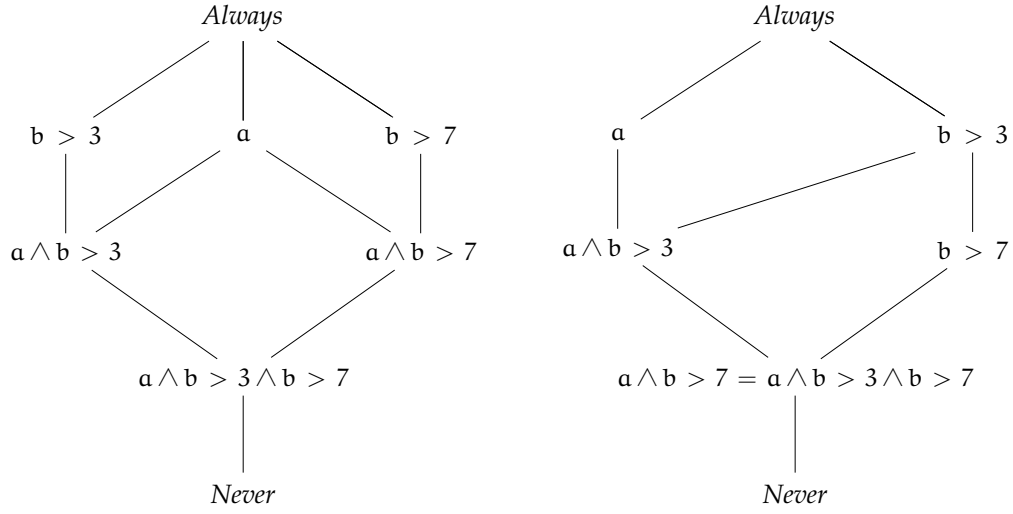 Always
b > 3
a
b > 7
a ∧ b > 3
a ∧ b > 7
a ∧ b > 3 ∧ b > 7
Never
Always
a
b > 3
a ∧ b > 3
b > 7
a ∧ b > 7 = a ∧ b > 3 ∧ b > 7
Never